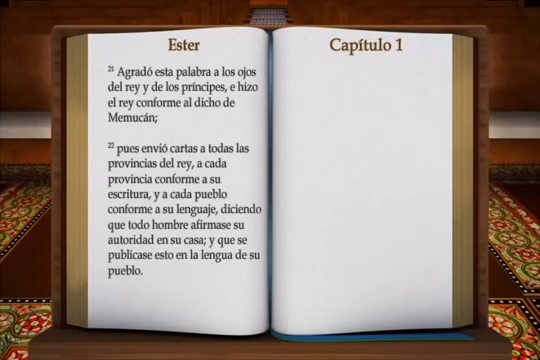 Ester
Capítulo 1
21 Agradó esta palabra a los ojos
del rey y de los príncipes, e hizo
el rey conforme al dicho de
Memucán;
22 pues envió cartas a todas las
provincias del rey, a cada
provincia conforme a su
escritura, y a cada pueblo
conforme a su lenguaje, diciendo
que todo hombre afirmase su
autoridad en su casa; y que se
publicase esto en la lengua de su
pueblo.